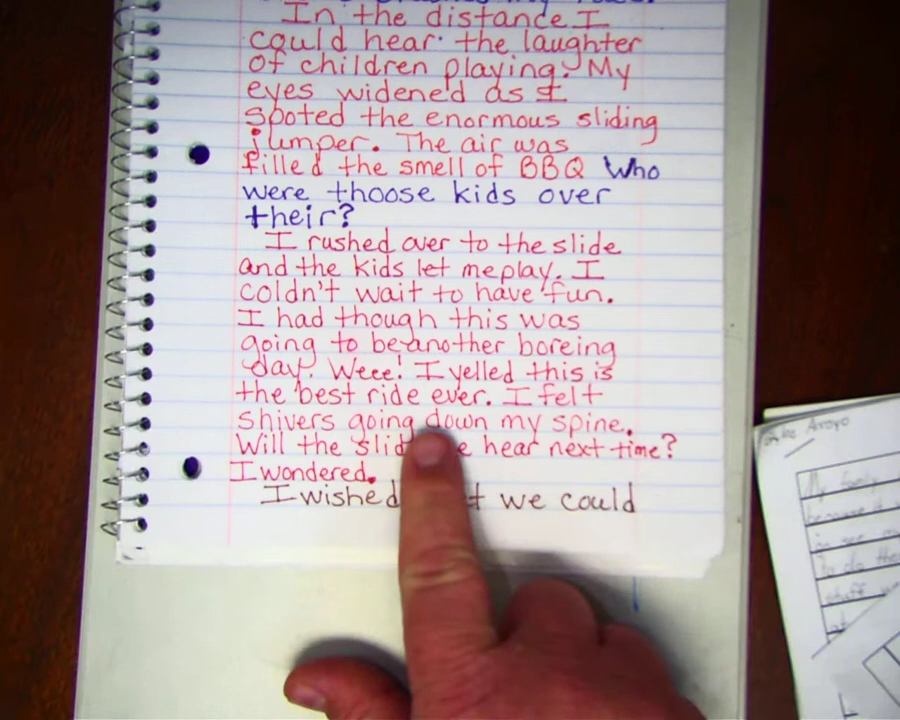 In the distance I
could hear the laughter
of children playing. My
eyes widened as I
spoted the enormous sliding
jumper. The air was
filled the smell of BBQ Who
were thoose kids over
their?
I rushed over to the slide
and the kids let me play. I
coldn't wait to have fun.
I had though this was
going to be another boreing
day. Weee! I yelled this is
the best ride ever. I felt
shivers going down my spine.
Will the hear next time?
I wondered.
I wished we could